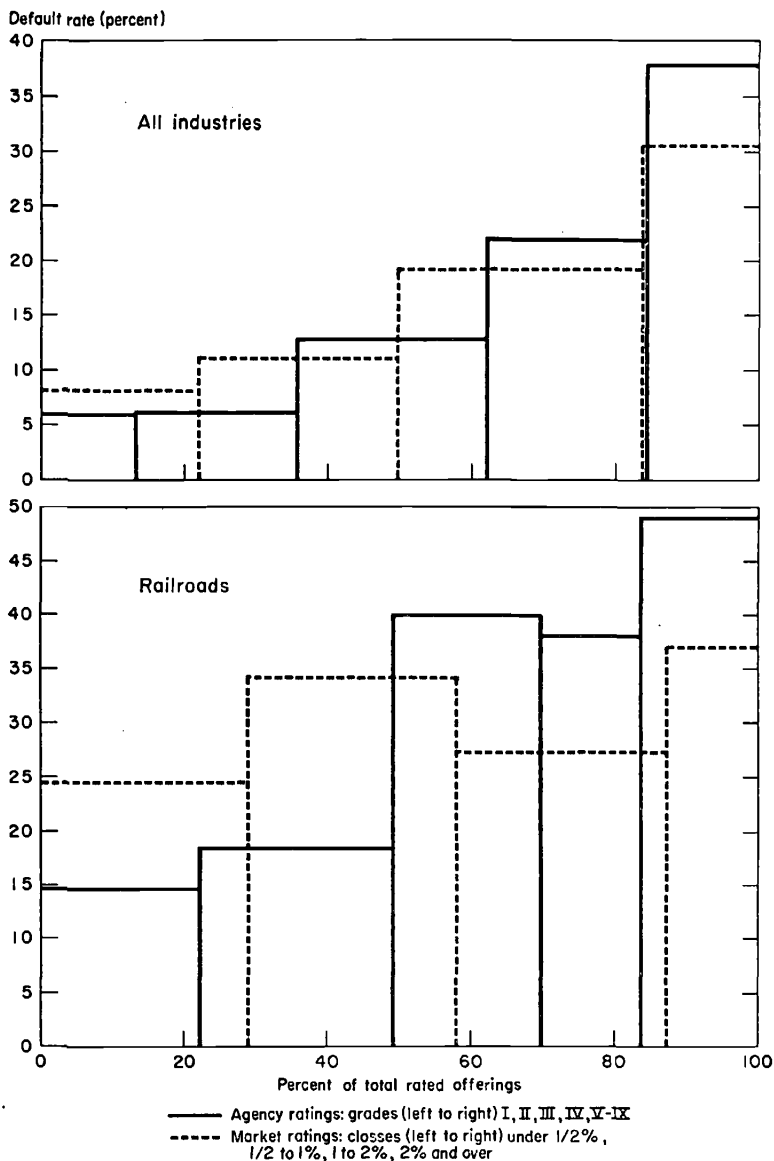 Default rate (percent)
40
35
30
25
20
15
10
5
0
All industries
50
45
40
35
30
25
20
15
10
5
0
Railroads
0 20 40 60 80 100
Percent of total rated offerings
Agency ratings: grades (left to right) I, II, III, IV, V-IX
Market ratings: closses (left to right) under 1/2%,
1/2 to 1%, 1 to 2%, 2% and over